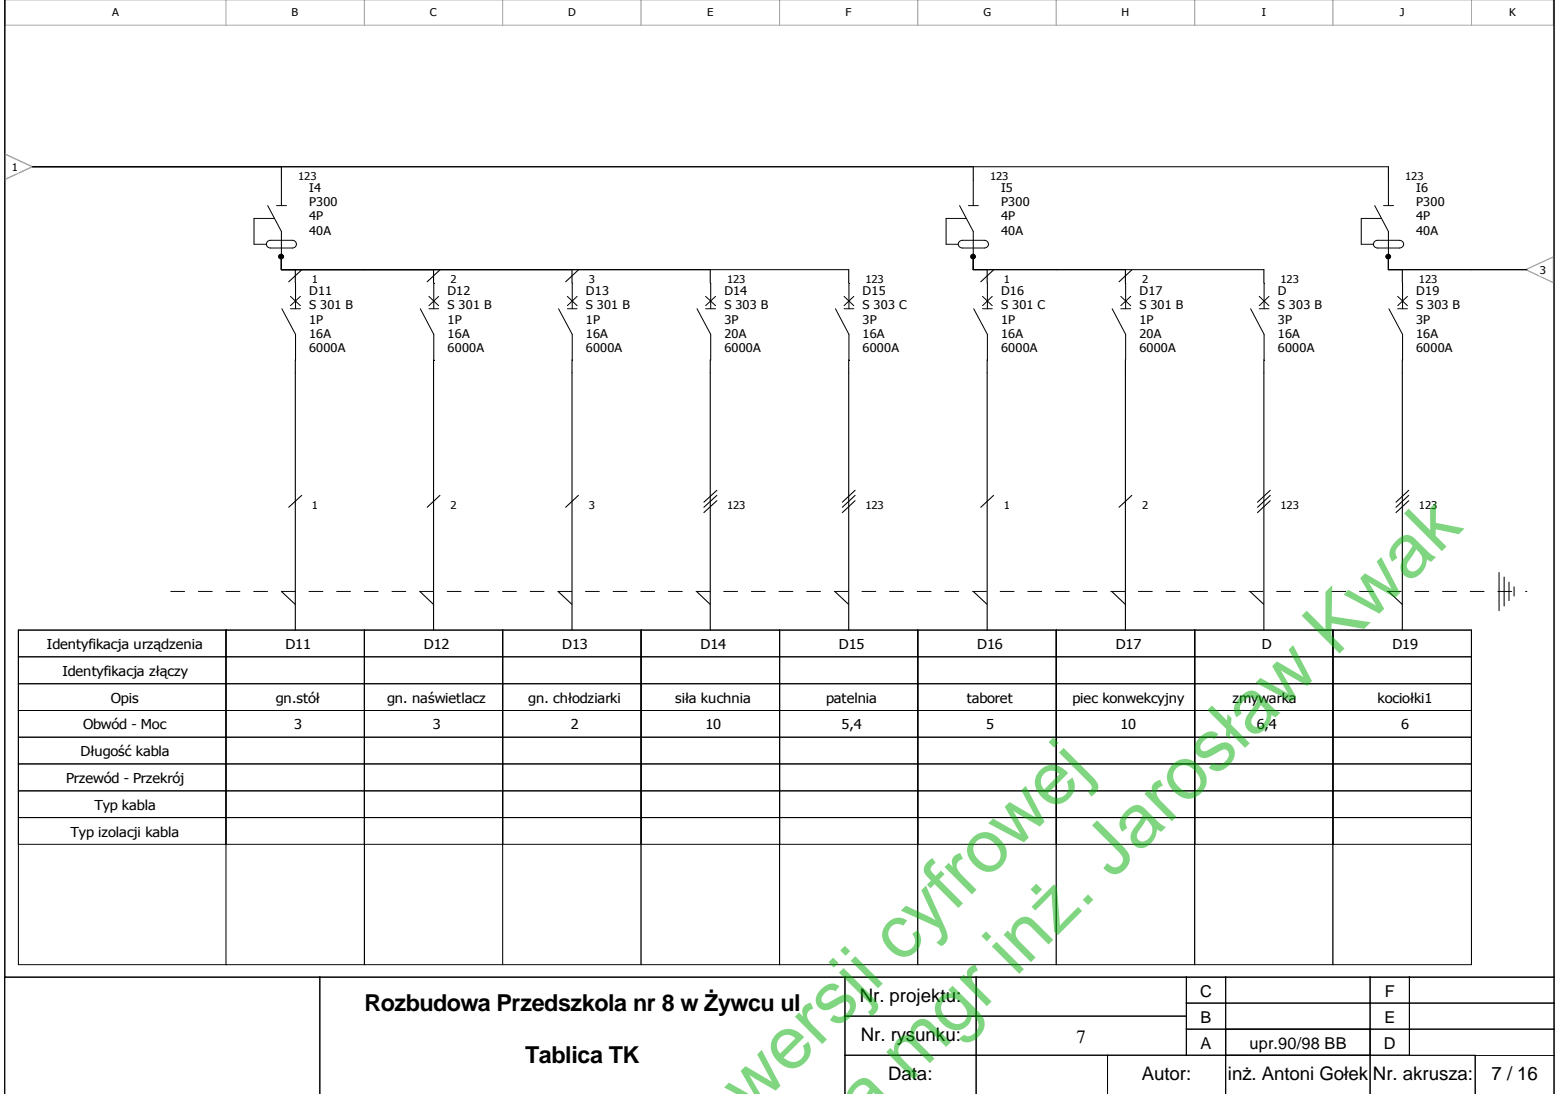 A B C D E F G H I J K
1
123 123 123
I4 I5 I6
P300 P300 P300
4P 4P 4P
40A 40A 40A
3
1 2 3 123 123 1 2 123 123
D11 D12 D13 D14 D15 D16 D17 D D19
S 301 B S 301 B S 301 B S 303 B S 303 C S 301 C S 301 B S 303 B S 303 B
1P 1P 1P 3P 3P 1P 1P 3P 3P
16A 16A 16A 20A 16A 16A 20A 16A 16A
6000A 6000A 6000A 6000A 6000A 6000A 6000A 6000A 6000A
1 2 3 123 123 1 2 123 123
Identyfikacja urządzenia D11 D12 D13 D14 D15 D16 D17 D D19
Identyfikacja złączy
Opis gn.stół gn. naświetlacz gn. chłodziarki siła kuchnia patelnia taboret piec konwekcyjny zmywarka kociołki1
Obwód - Moc 3 3 2 10 5,4 5 10 6,4 6
Długość kabla
Przewód - Przekrój
Typ kabla
Typ izolacji kabla
wersji cyfrowej
a mgr inż. Jarosław Kwak
Rozbudowa Przedszkola nr 8 w Żywcu ul
Tablica TK
Nr. projektu: C F
B E
Nr. rysunku: 7 A upr.90/98 BB D
Data: Autor: inż. Antoni Gołek Nr. akrusza: 7 / 16